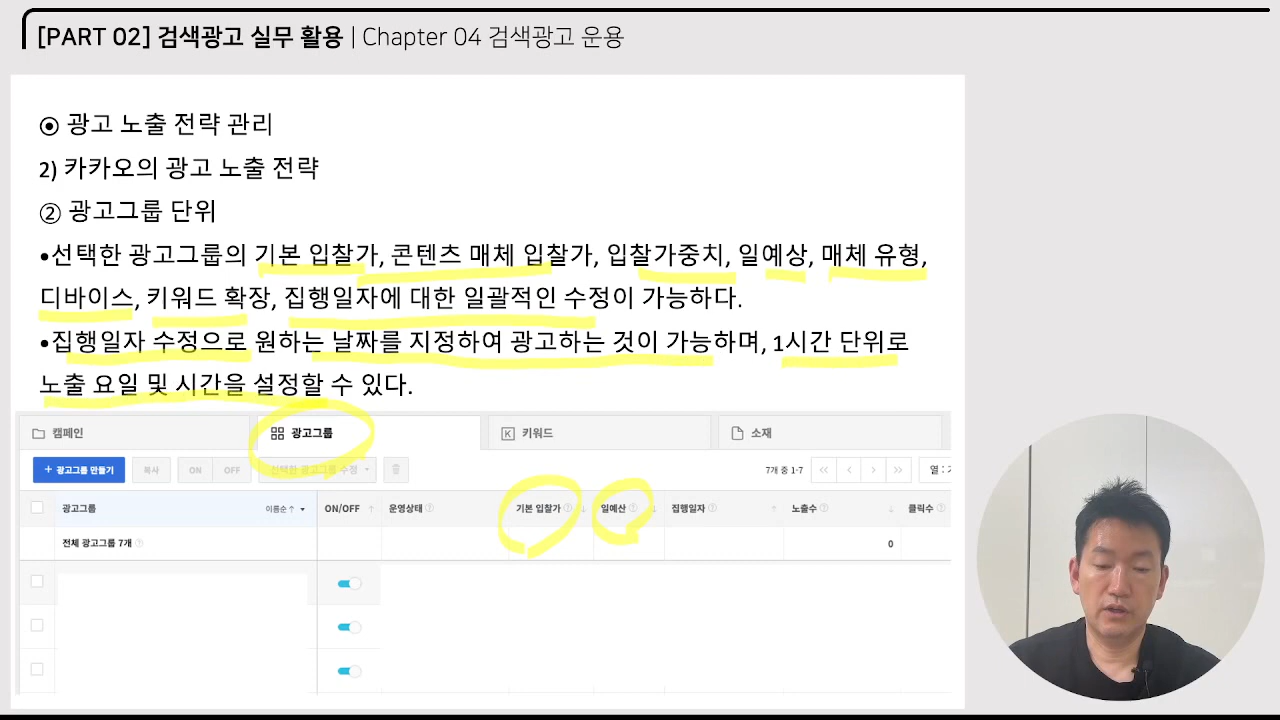 [PART 02] 검색광고 실무 활용 | Chapter 04 검색광고 운용
⦿ 광고 노출 전략 관리
2) 카카오의 광고 노출 전략
② 광고그룹 단위
•선택한 광고그룹의 기본 입찰가, 콘텐츠 매체 입찰가, 입찰가중치, 일예상, 매체 유형,
디바이스, 키워드 확장, 집행일자에 대한 일괄적인 수정이 가능하다.
•집행일자 수정으로 원하는 날짜를 지정하여 광고하는 것이 가능하며, 1시간 단위로
노출 요일 및 시간을 설정할 수 있다.
캠페인 광고그룹 키워드 소재
+ 광고그룹 만들기 복사 ON OFF 선택한 광고그룹 수정 7개 중 1-7 열 :
광고그룹 이름순 ON/OFF 운영상태 기본 입찰가 일예산 집행일자 노출수 클릭수
전체 광고그룹 7개 0